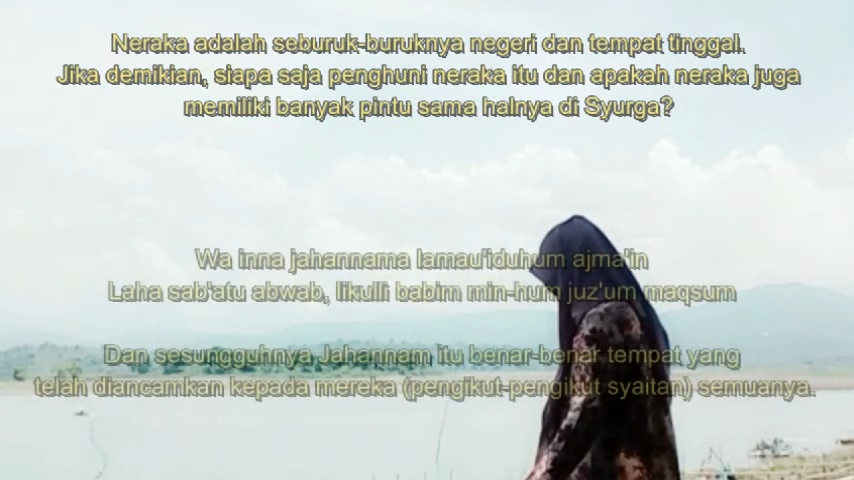 Neraka adalah seburuk-buruknya negeri dan tempat tinggal.
Jika demikian, siapa saja penghuni neraka itu dan apakah neraka juga
memiliki banyak pintu sama halnya di Syurga?
Wa inna jahannama lamau'iduhum ajma'in
Laha sab'atu abwab, likulli babim min-hum juz'um maqsum
Dan sesungguhnya Jahannam itu benar-benar tempat yang
telah diancamkan kepada mereka (pengikut-pengikut syaitan) semuanya.